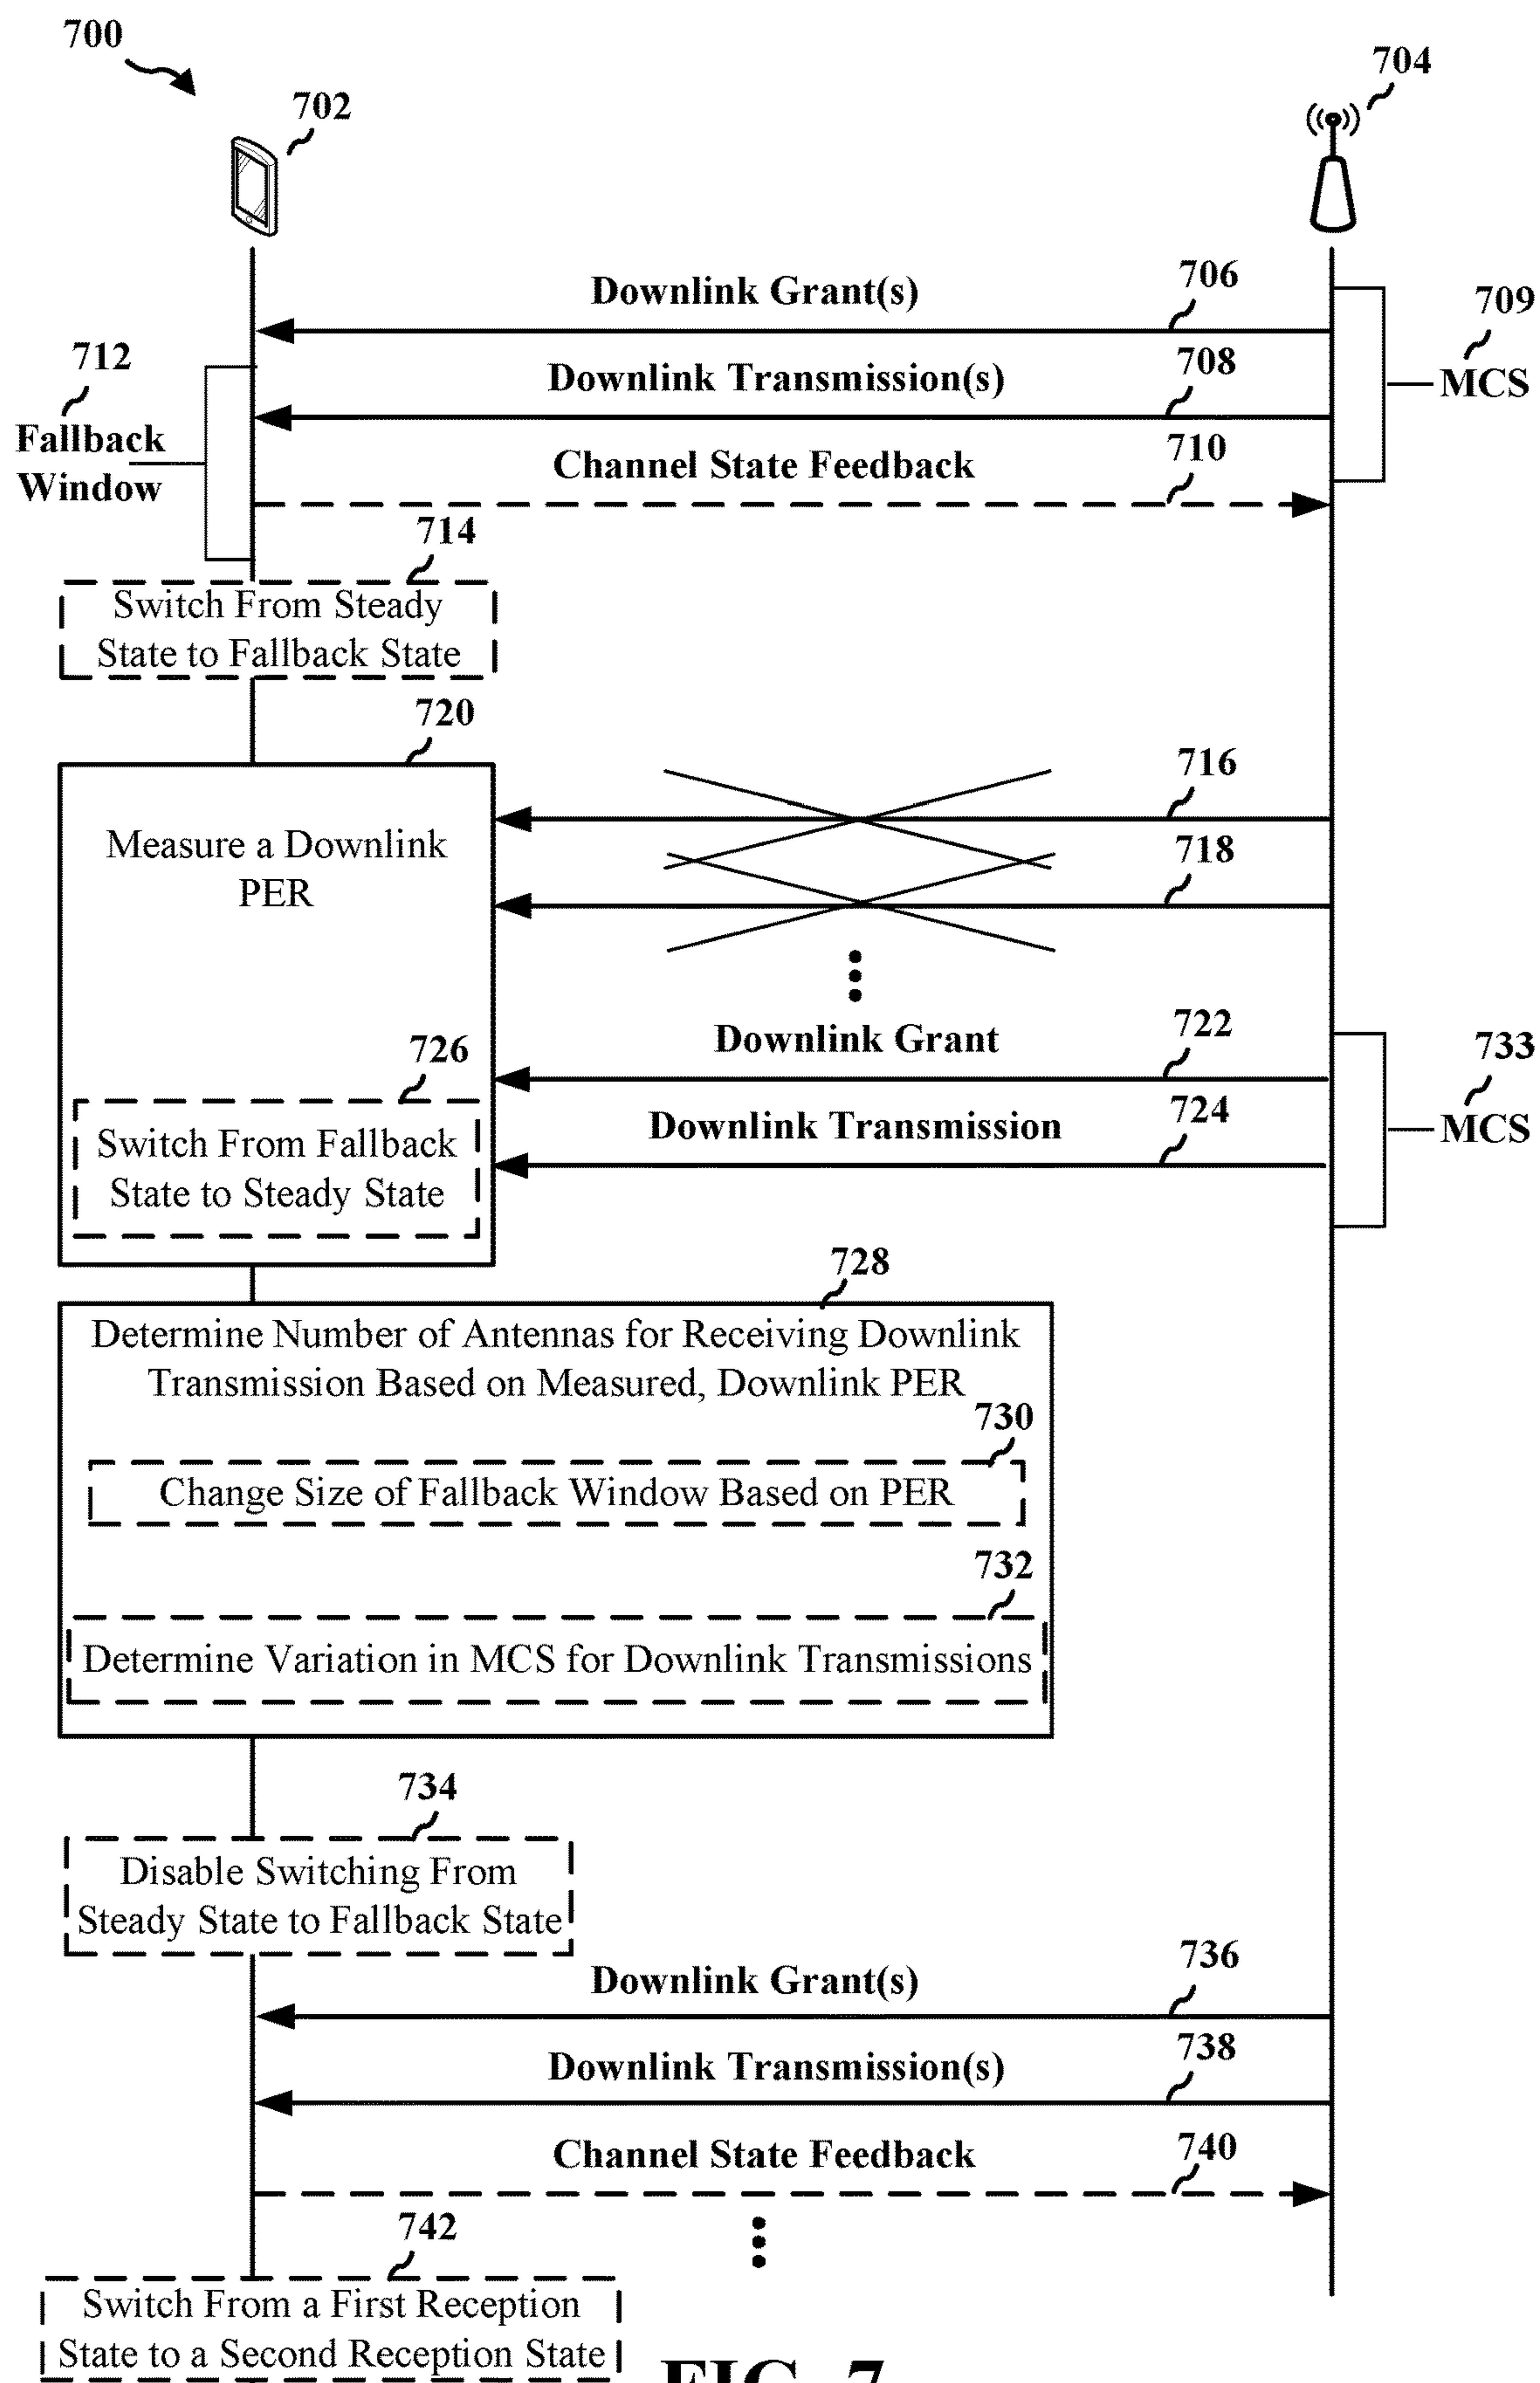 700
702
704
706
Downlink Grant(s)
709
MCS
708
Downlink Transmission(s)
712
Fallback
Window
710
Channel State Feedback
714
Switch From Steady
State to Fallback State
720
Measure a Downlink
PER
716
718
722
Downlink Grant
733
MCS
724
Downlink Transmission
726
Switch From Fallback
State to Steady State
728
Determine Number of Antennas for Receiving Downlink
Transmission Based on Measured, Downlink PER
730
Change Size of Fallback Window Based on PER
732
Determine Variation in MCS for Downlink Transmissions
734
Disable Switching From
Steady State to Fallback State
736
Downlink Grant(s)
738
Downlink Transmission(s)
740
Channel State Feedback
742
Switch From a First Reception
State to a Second Reception State
FIG. 7